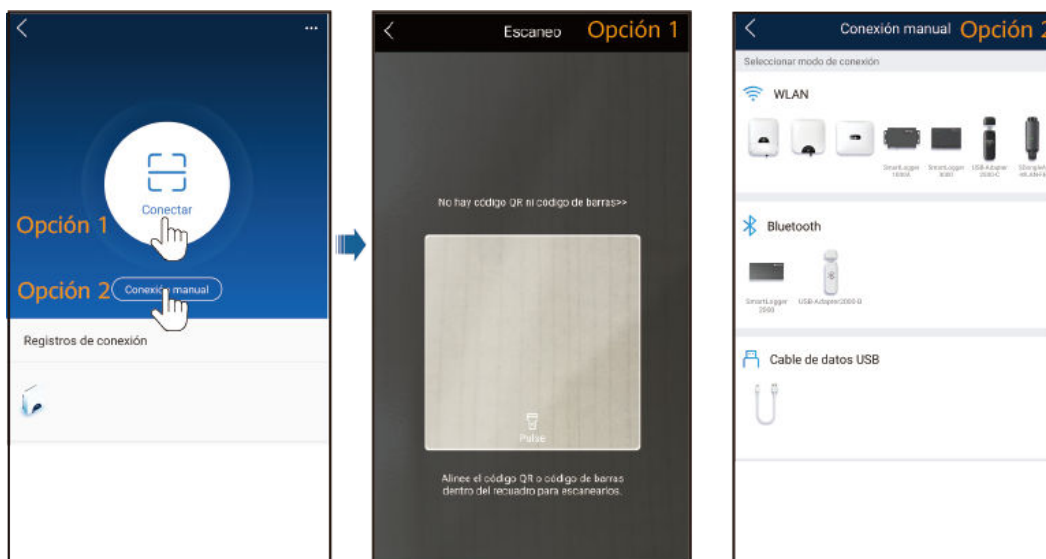 Conectar
Opción 1
Opción 2
Conexión manual
Registros de conexión
Escaneo
Opción 1
No hay código QR ni código de barras>>
Pulse
Alinee el código QR o código de barras
dentro del recuadro para escanearlos.
Conexión manual
Opción 2
Seleccionar modo de conexión
WLAN
SmartLogger
SmartLogger
3000
USB-Adapter
2000-C
Bluetooth
SmartLogger
2000
USB-Adapter2000-B
Cable de datos USB